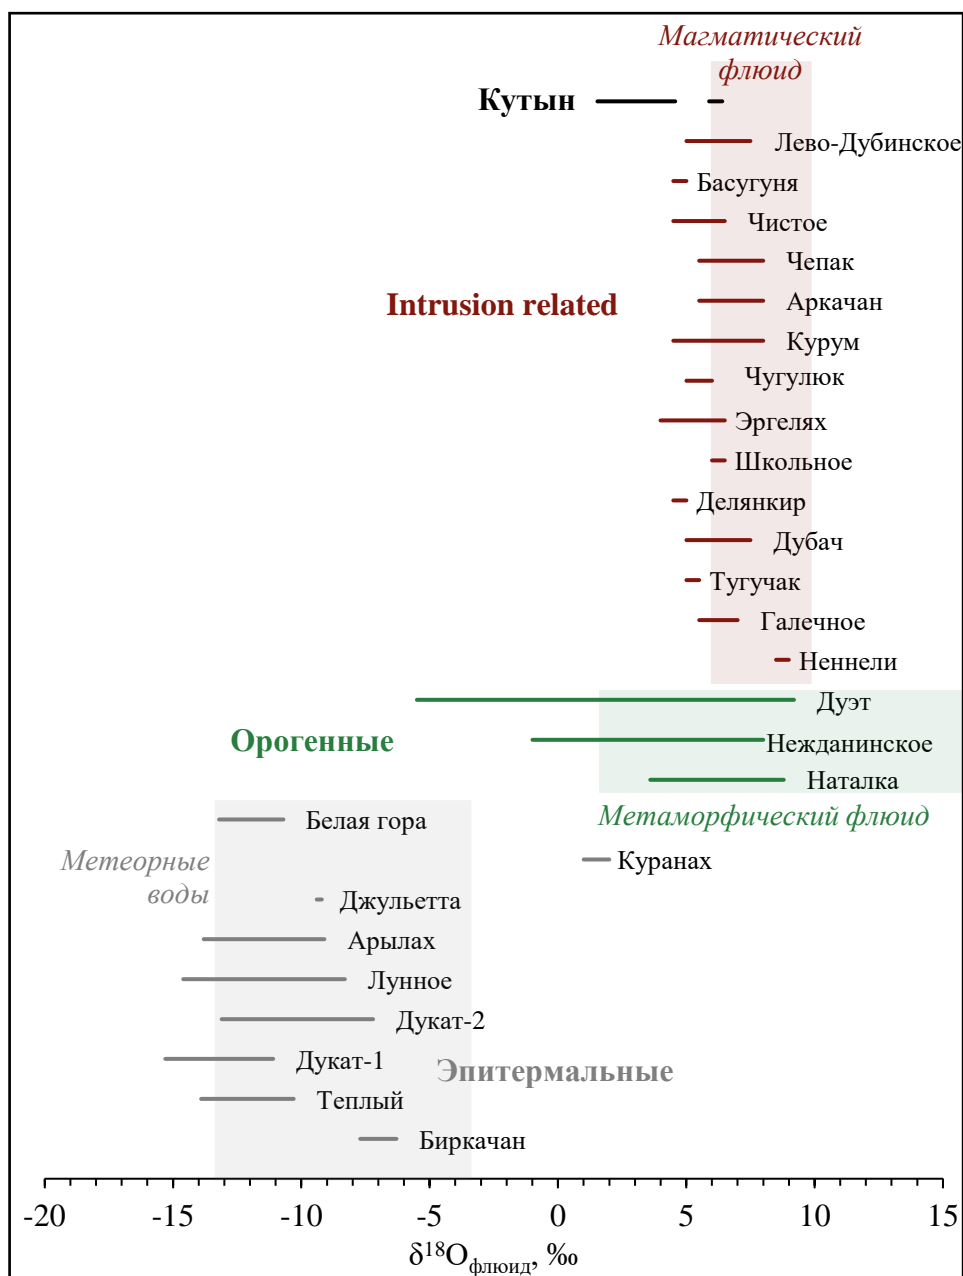 Магматический
флюид
Кутын
Лево-Дубинское
Басугуня
Чистое
Чепак
Intrusion related
Аркачан
Курум
Чугулюк
Эргелях
Школьное
Делянкир
Дубач
Тугучак
Галечное
Неннели
Дуэт
Орогенные
Нежданинское
Наталка
Метаморфический флюид
Белая гора
Метеорные
воды
Куранах
Джульетта
Арылах
Лунное
Дукат-2
Дукат-1
Эпитермальные
Теплый
Биркачан
-20 -15 -10 -5 0 5 10 15
δ¹⁸Oфлюид, ‰